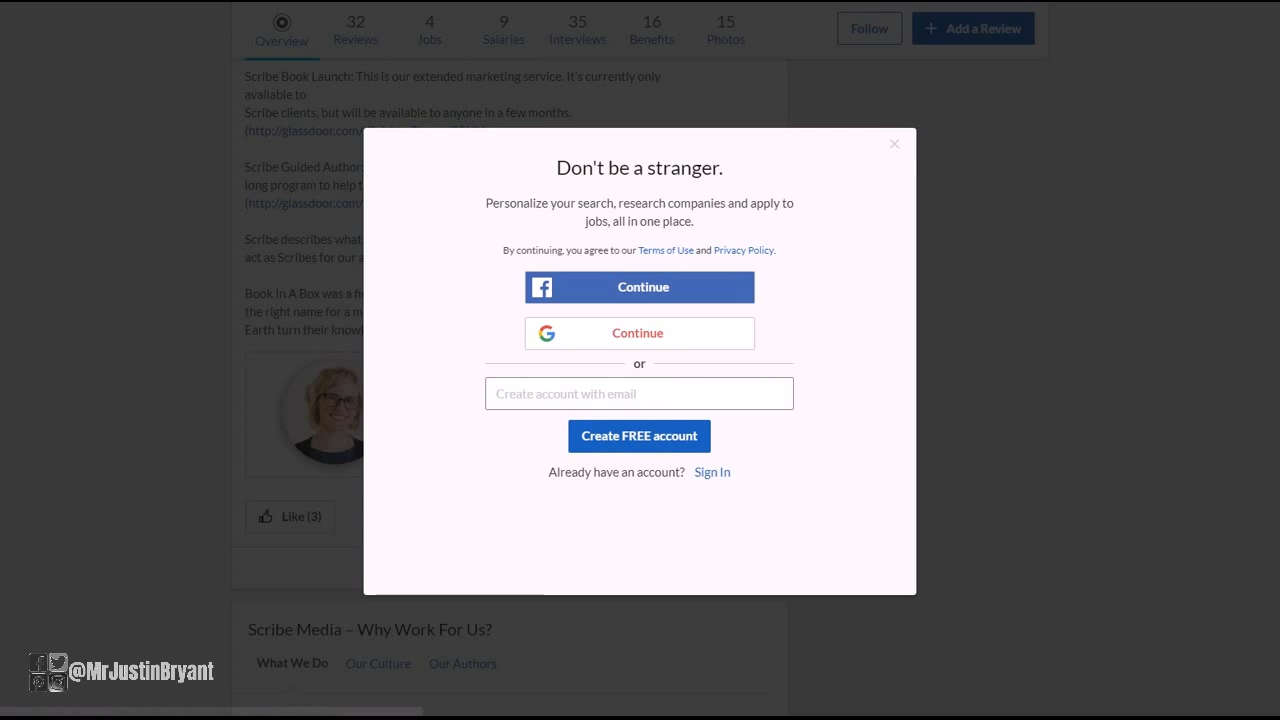 32 4 9 35 16 15
Overview Reviews Jobs Salaries Interviews Benefits Photos
Follow
+ Add a Review
Scribe Book Launch: This is our extended marketing service. It's currently only
available to
Scribe clients, but will be available to anyone in a few months.
(http://glassdoor.com/
Scribe Guided Author:
long program to help t
(http://glassdoor.com/
Scribe describes what
act as Scribes for our a
Book In A Box was a fi
the right name for a m
Earth turn their know
Like (3)
Don't be a stranger.
Personalize your search, research companies and apply to
jobs, all in one place.
By continuing, you agree to our Terms of Use and Privacy Policy.
Continue
Continue
or
Create account with email
Create FREE account
Already have an account? Sign In
Scribe Media – Why Work For Us?
What We Do Our Culture Our Authors
@MrJustinBryant